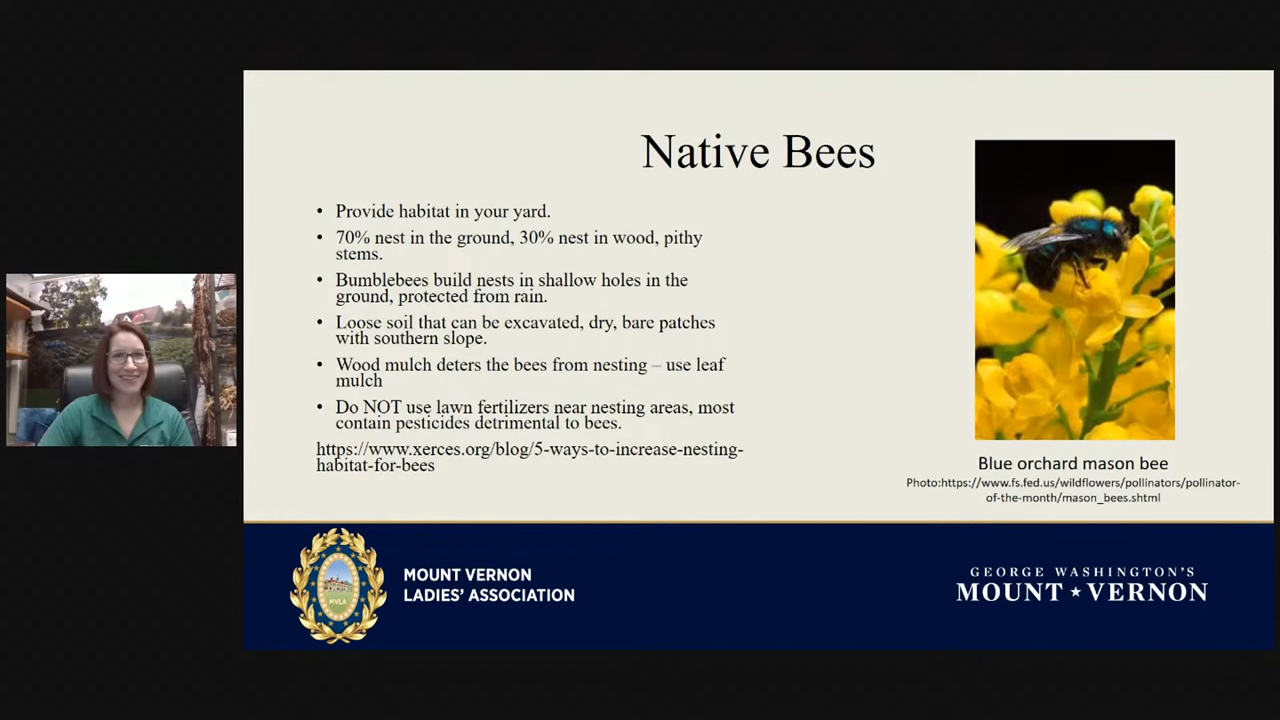 Native Bees
• Provide habitat in your yard.
• 70% nest in the ground, 30% nest in wood, pithy
stems.
• Bumblebees build nests in shallow holes in the
ground, protected from rain.
• Loose soil that can be excavated, dry, bare patches
with southern slope.
• Wood mulch deters the bees from nesting – use leaf
mulch
• Do NOT use lawn fertilizers near nesting areas, most
contain pesticides detrimental to bees.
https://www.xerces.org/blog/5-ways-to-increase-nesting-
habitat-for-bees
Blue orchard mason bee
Photo:https://www.fs.fed.us/wildflowers/pollinators/pollinator-
of-the-month/mason_bees.shtml
MVLA
MOUNT VERNON
LADIES’ ASSOCIATION
GEORGE WASHINGTON'S
MOUNT★VERNON